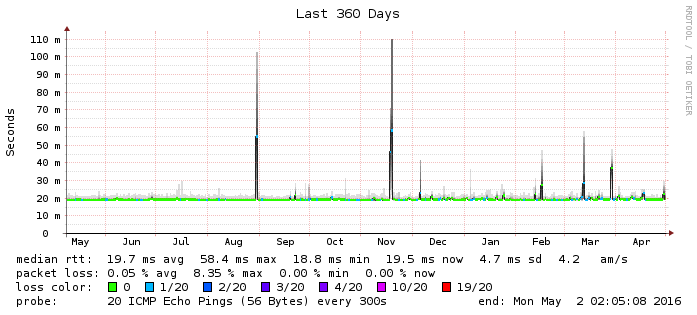 Last 360 Days
RRDTOOL / TOBI OETIKER
Seconds
110 m
100 m
90 m
80 m
70 m
60 m
50 m
40 m
30 m
20 m
10 m
0
May Jun Jul Aug Sep Oct Nov Dec Jan Feb Mar Apr
median rtt: 19.7 ms avg 58.4 ms max 18.8 ms min 19.5 ms now 4.7 ms sd 4.2 am/s
packet loss: 0.05 % avg 8.35 % max 0.00 % min 0.00 % now
loss color: 0 1/20 2/20 3/20 4/20 10/20 19/20
probe: 20 ICMP Echo Pings (56 Bytes) every 300s end: Mon May 2 02:05:08 2016